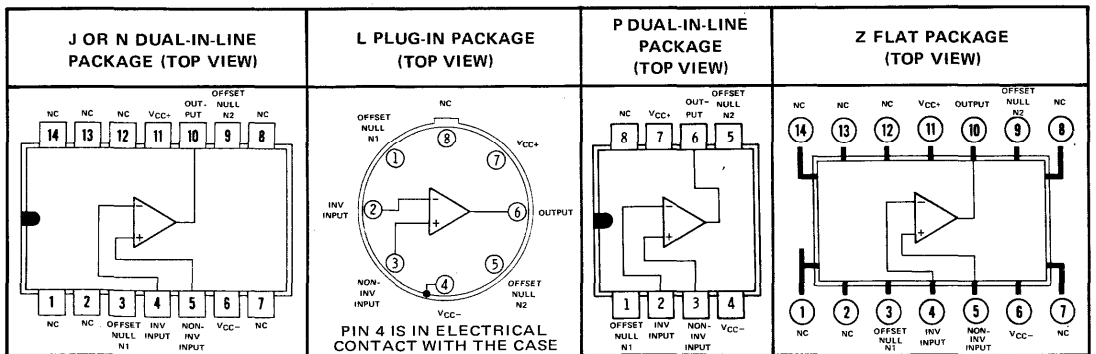 J OR N DUAL-IN-LINE
PACKAGE (TOP VIEW)
NC
NC
NC
VCC+
OUT-
PUT
OFFSET
NULL
N2
NC
14
13
12
11
10
9
8
−
+
1
2
3
4
5
6
7
NC
NC
OFFSET
NULL
N1
INV
INPUT
NON-
INV
INPUT
VCC−
NC
L PLUG-IN PACKAGE
(TOP VIEW)
NC
OFFSET
NULL
N1
8
1
7
VCC+
INV
INPUT
2
−
+
6
OUTPUT
3
5
4
NON-
INV
INPUT
OFFSET
NULL
N2
VCC−
PIN 4 IS IN ELECTRICAL
CONTACT WITH THE CASE
P DUAL-IN-LINE
PACKAGE
(TOP VIEW)
NC
VCC+
OUT-
PUT
OFFSET
NULL
N2
8
7
6
5
−
+
1
2
3
4
OFFSET
NULL
N1
INV
INPUT
NON-
INV
INPUT
VCC−
Z FLAT PACKAGE
(TOP VIEW)
NC
NC
NC
VCC+
OUTPUT
OFFSET
NULL
N2
NC
14
13
12
11
10
9
8
−
+
1
2
3
4
5
6
7
NC
NC
OFFSET
NULL
N1
INV
INPUT
NON-
INV
INPUT
VCC−
NC